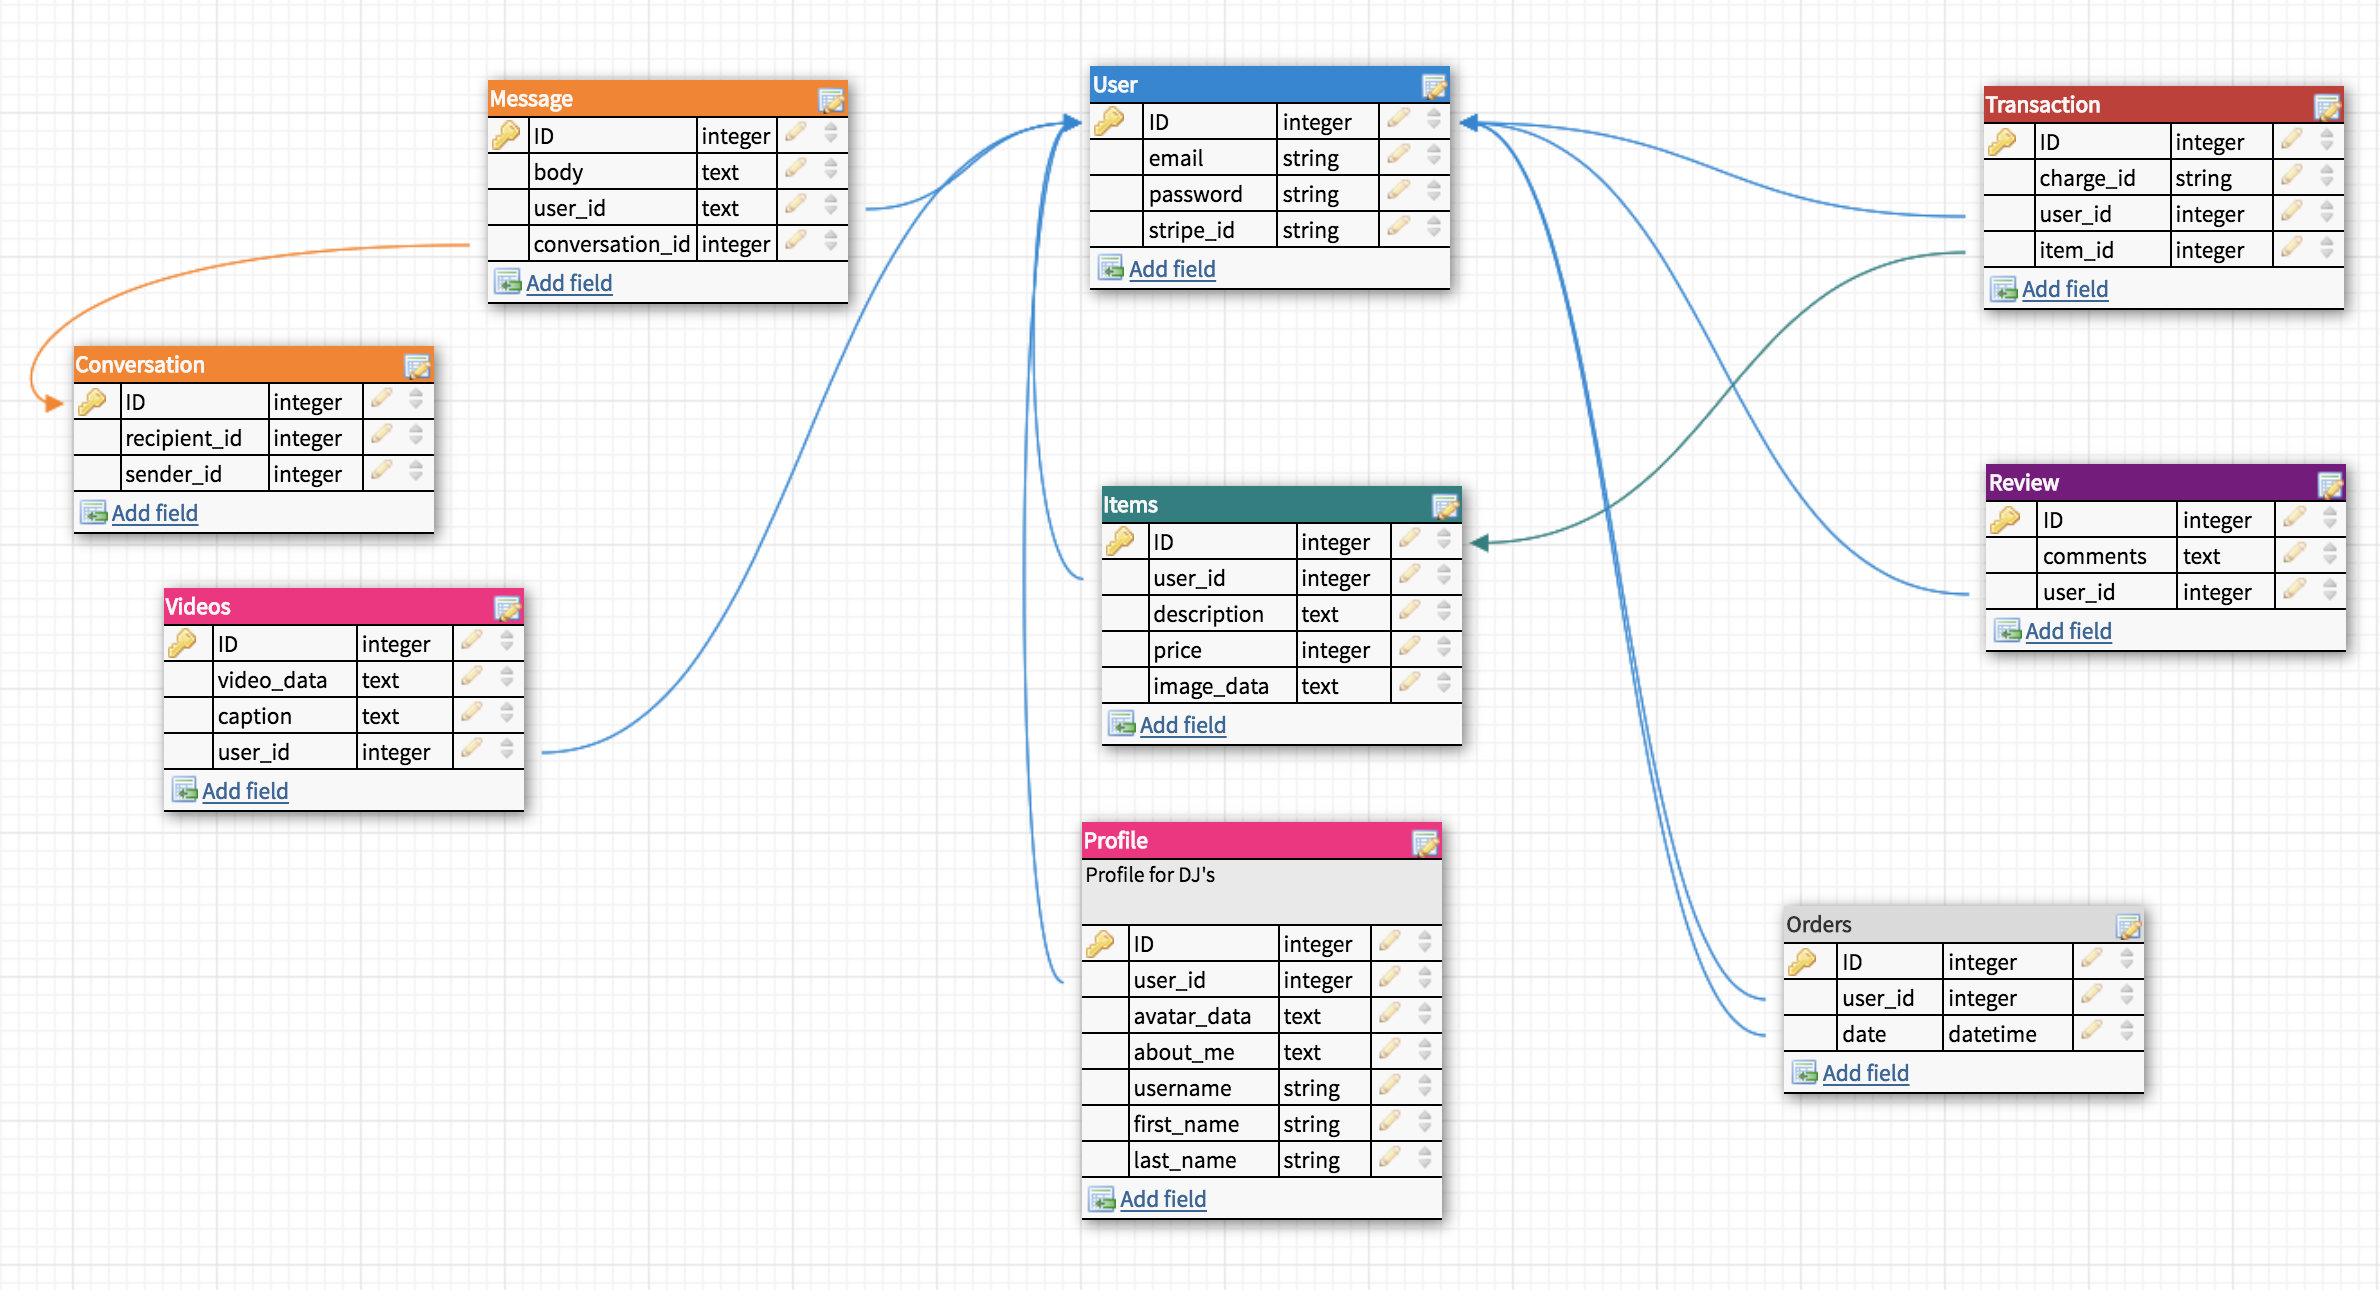 Message
ID integer
body text
user_id text
conversation_id integer
Add field
User
ID integer
email string
password string
stripe_id string
Add field
Transaction
ID integer
charge_id string
user_id integer
item_id integer
Add field
Conversation
ID integer
recipient_id integer
sender_id integer
Add field
Items
ID integer
user_id integer
description text
price integer
image_data text
Add field
Review
ID integer
comments text
user_id integer
Add field
Videos
ID integer
video_data text
caption text
user_id integer
Add field
Profile
Profile for DJ's
ID integer
user_id integer
avatar_data text
about_me text
username string
first_name string
last_name string
Add field
Orders
ID integer
user_id integer
date datetime
Add field